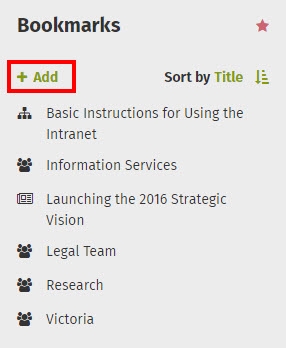 Bookmarks
+ Add Sort by Title
Basic Instructions for Using the
Intranet
Information Services
Launching the 2016 Strategic
Vision
Legal Team
Research
Victoria